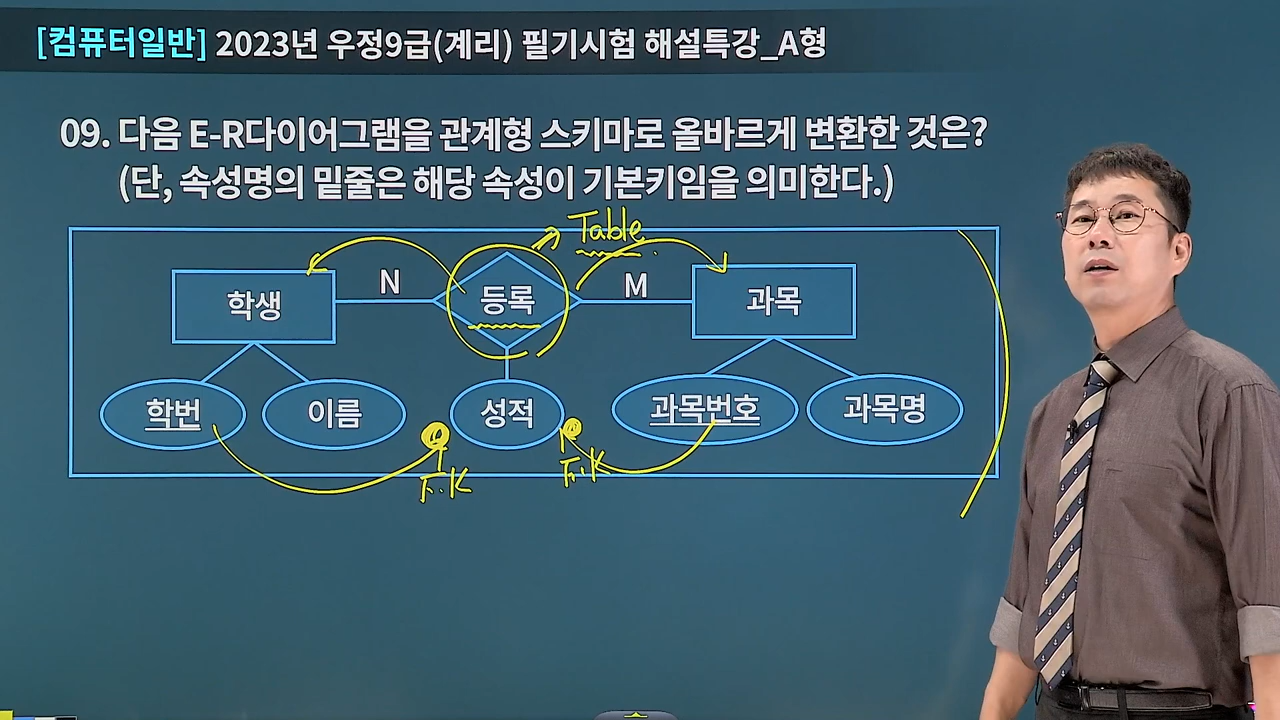 [컴퓨터일반] 2023년 우정9급(계리) 필기시험 해설특강_A형
09. 다음 E-R다이어그램을 관계형 스키마로 올바르게 변환한 것은?
(단, 속성명의 밑줄은 해당 속성이 기본키임을 의미한다.)
Table
학생 N 등록 M 과목
학번 이름 성적 과목번호 과목명
F.K F.K